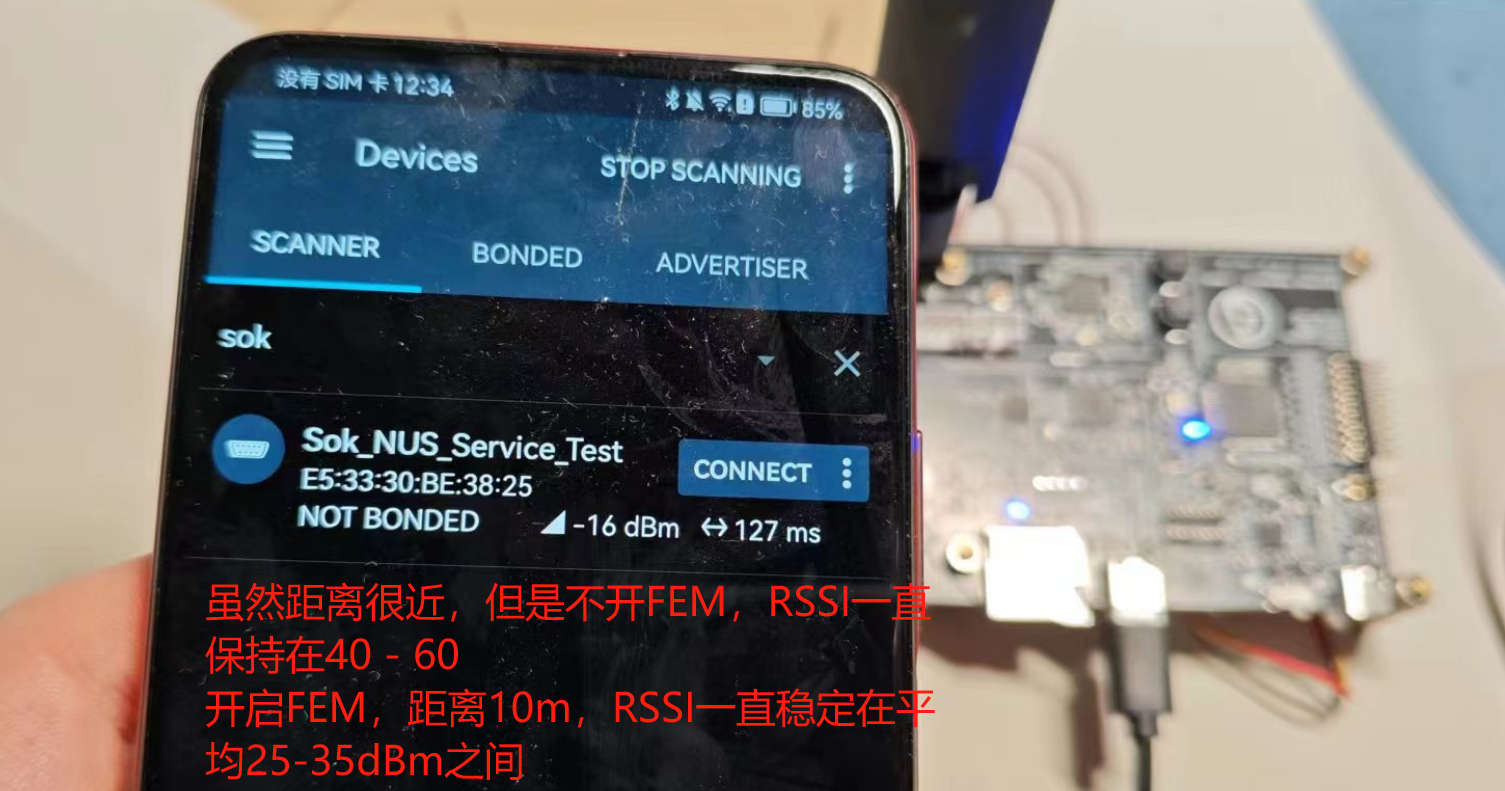 没有 SIM 卡 12:34
85%
Devices
STOP SCANNING
SCANNER
BONDED
ADVERTISER
sok
Sok_NUS_Service_Test
E5:33:30:BE:38:25
CONNECT
NOT BONDED
-16 dBm
127 ms
虽然距离很近，但是不开FEM，RSSI一直
保持在40 - 60
开启FEM，距离10m，RSSI一直稳定在平
均25-35dBm之间